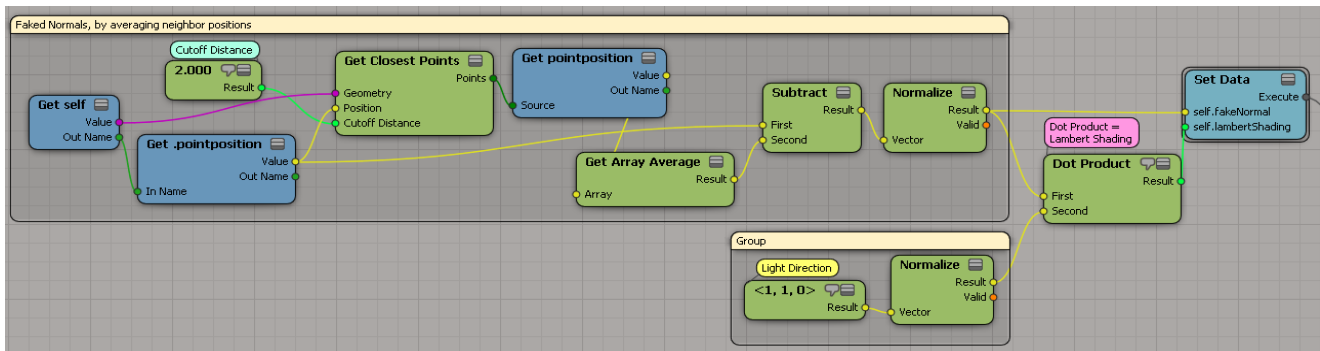 Faked Normals, by averaging neighbor positions
Cutoff Distance
2.000
Result
Get self
Value
Out Name
Get .pointposition
Value
Out Name
In Name
Get Closest Points
Points
Geometry
Position
Cutoff Distance
Get pointposition
Value
Out Name
Source
Get Array Average
Result
Array
Subtract
Result
First
Second
Normalize
Result
Valid
Vector
Dot Product =
Lambert Shading
Dot Product
Result
First
Second
Set Data
Execute
self.fakeNormal
self.lambertShading
Group
Light Direction
<1, 1, 0>
Result
Normalize
Result
Valid
Vector